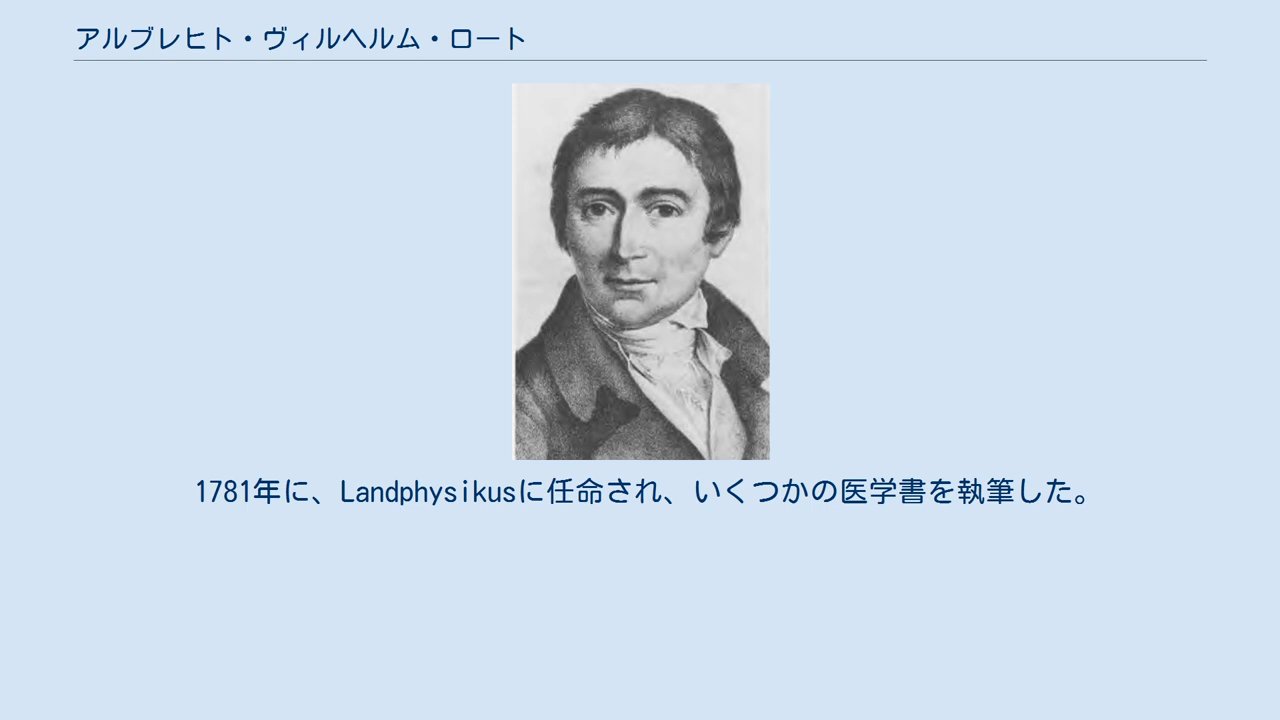 アルブレヒト・ヴィルヘルム・ロート
1781年に、Landphysikusに任命され、いくつかの医学書を執筆した。